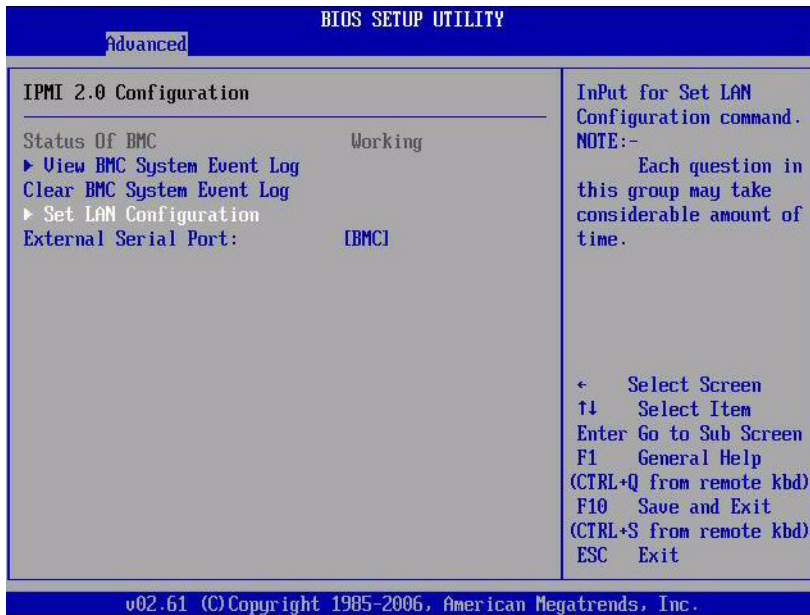 BIOS SETUP UTILITY
Advanced
IPMI 2.0 Configuration
Status Of BMC Working
▶ View BMC System Event Log
Clear BMC System Event Log
▶ Set LAN Configuration
External Serial Port: [BMC]
InPut for Set LAN
Configuration command.
NOTE:-
Each question in
this group may take
considerable amount of
time.
← Select Screen
↑↓ Select Item
Enter Go to Sub Screen
F1 General Help
(CTRL+Q from remote kbd)
F10 Save and Exit
(CTRL+S from remote kbd)
ESC Exit
v02.61 (C)Copyright 1985-2006, American Megatrends, Inc.